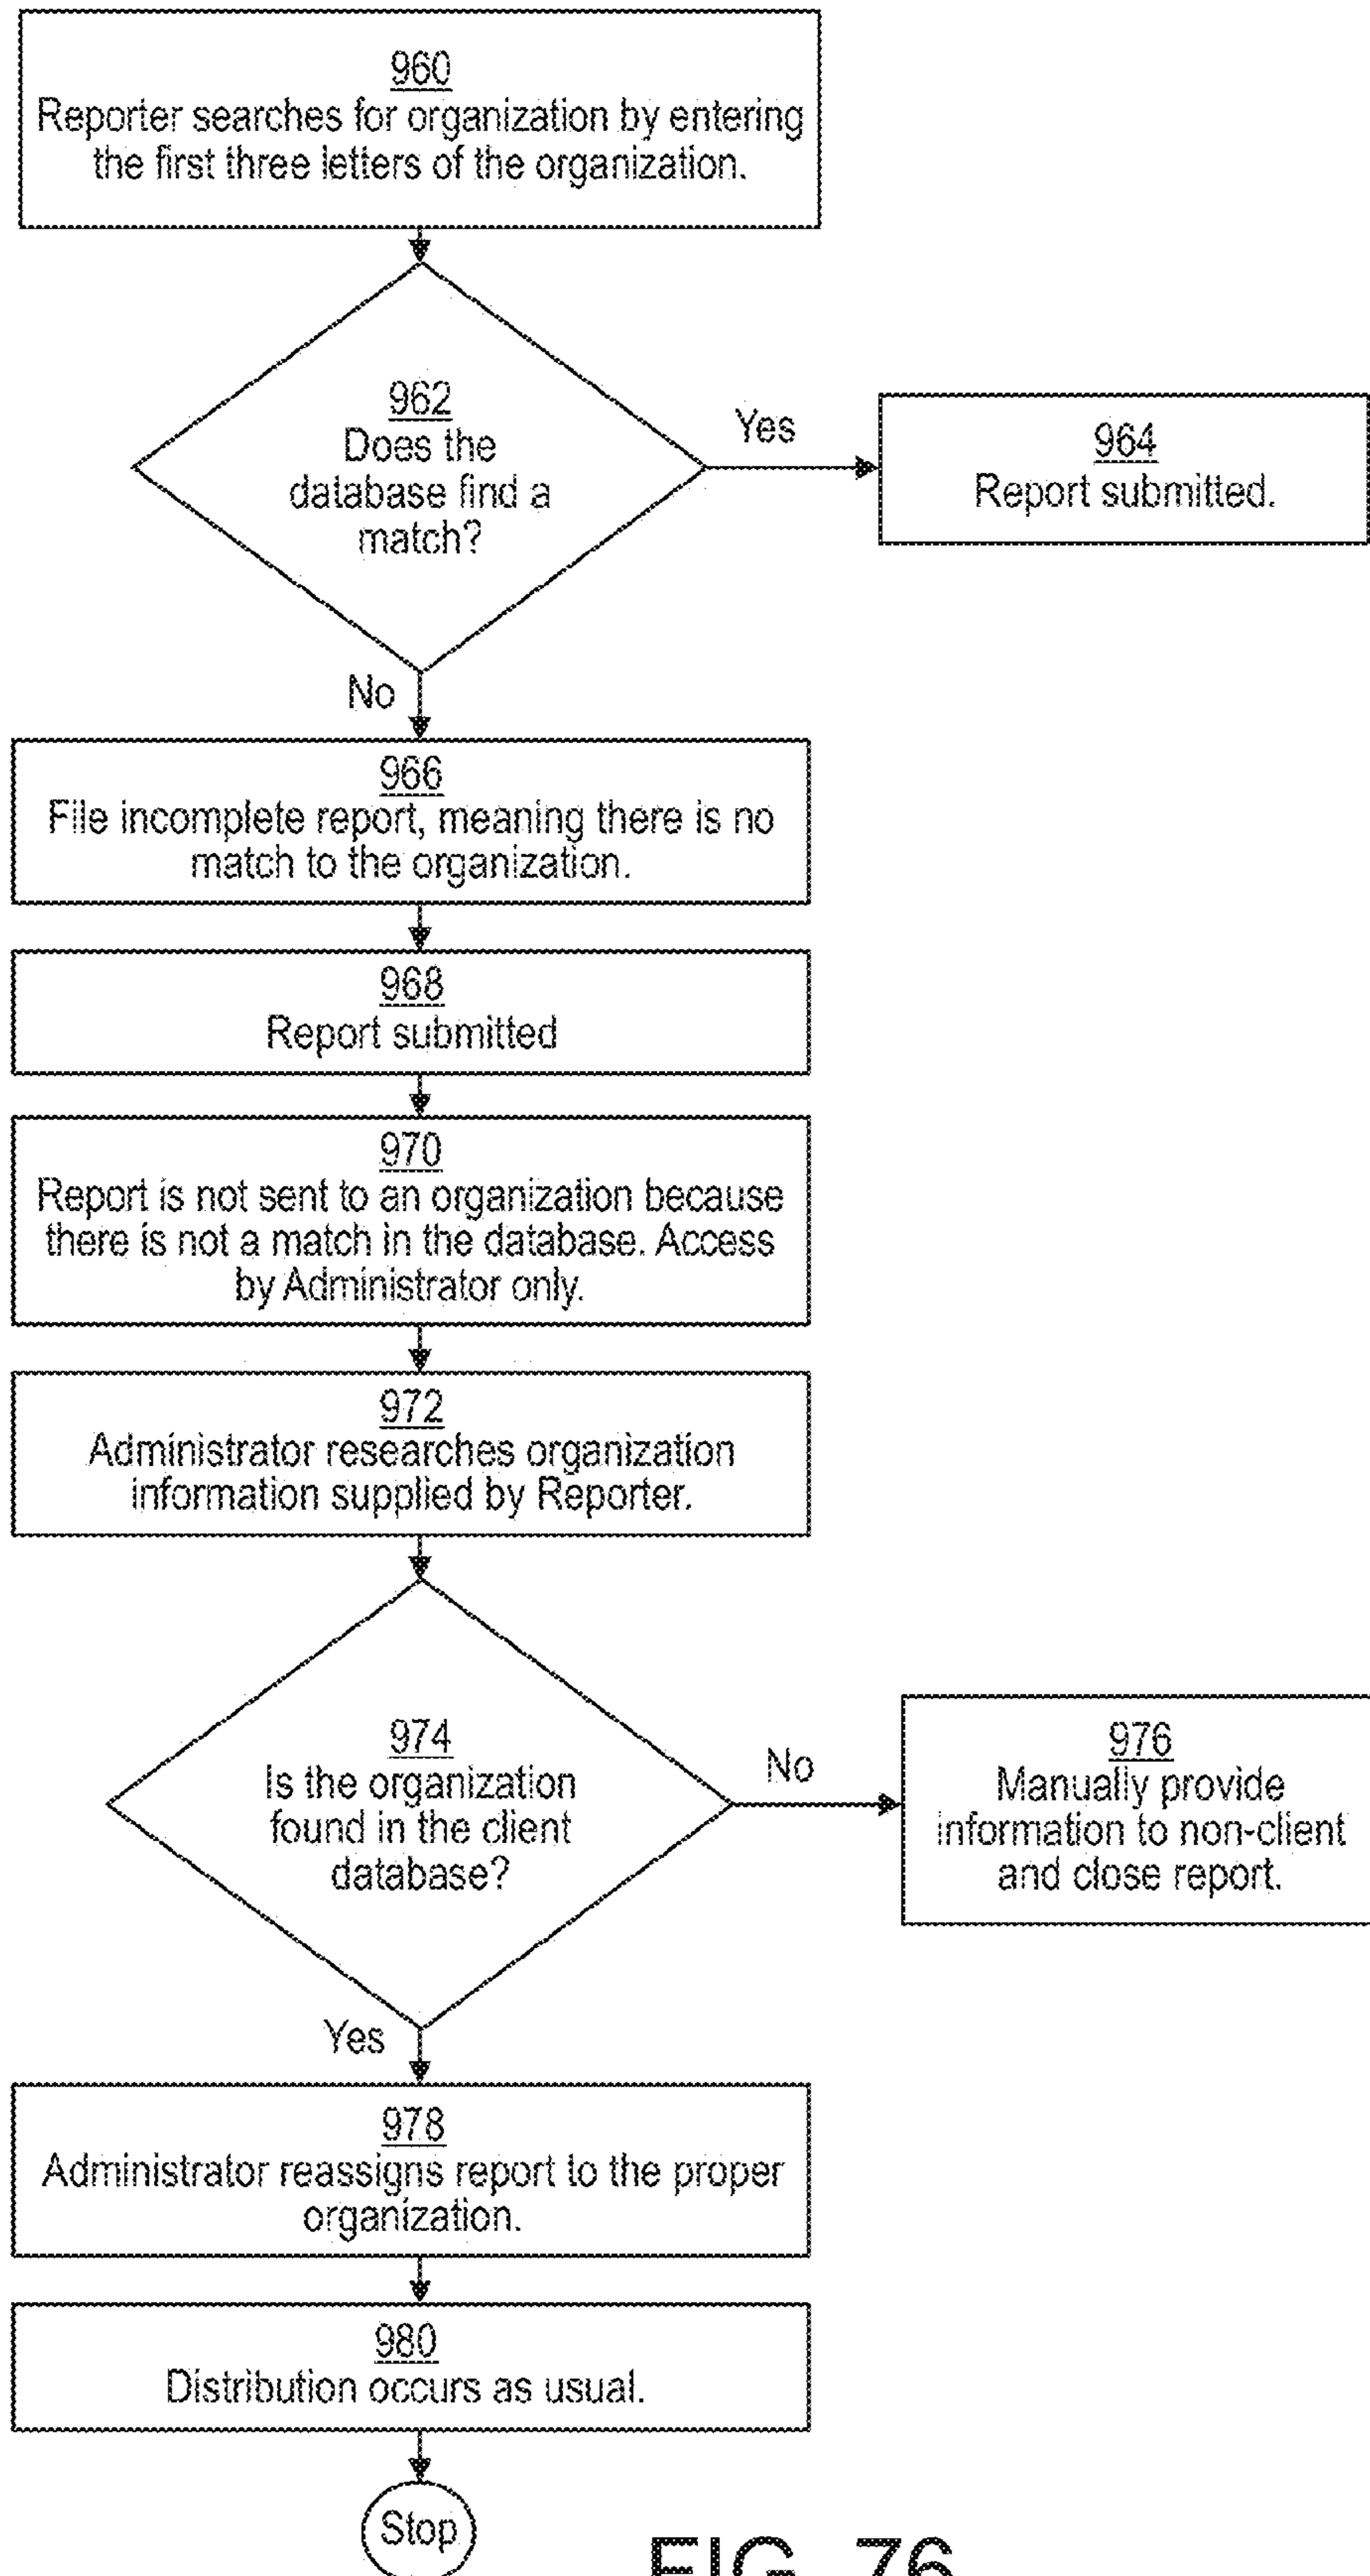 960
Reporter searches for organization by entering
the first three letters of the organization.
962
Does the
database find a
match?
Yes
964
Report submitted.
No
966
File incomplete report, meaning there is no
match to the organization.
968
Report submitted
970
Report is not sent to an organization because
there is not a match in the database. Access
by Administrator only.
972
Administrator researches organization
information supplied by Reporter.
974
Is the organization
found in the client
database?
No
976
Manually provide
information to non-client
and close report.
Yes
978
Administrator reassigns report to the proper
organization.
980
Distribution occurs as usual.
Stop
FIG. 76